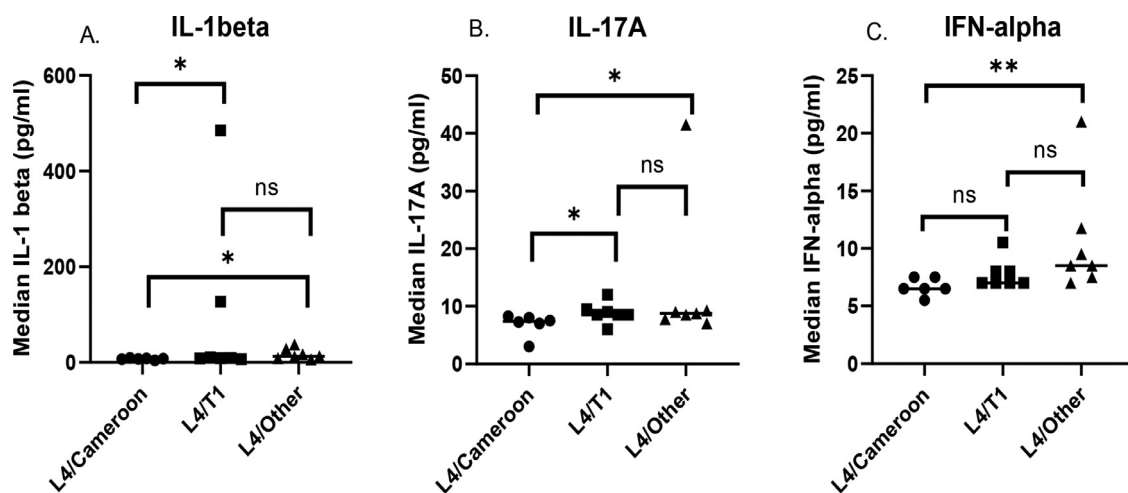 A.
IL-1beta
Median IL-1 beta (pg/ml)
600
400
200
0
*
ns
*
L4/Cameroon
L4/T1
L4/Other
B.
IL-17A
Median IL-17A (pg/ml)
50
40
30
20
10
0
*
ns
*
L4/Cameroon
L4/T1
L4/Other
C.
IFN-alpha
Median IFN-alpha (pg/ml)
25
20
15
10
5
0
**
ns
ns
L4/Cameroon
L4/T1
L4/Other